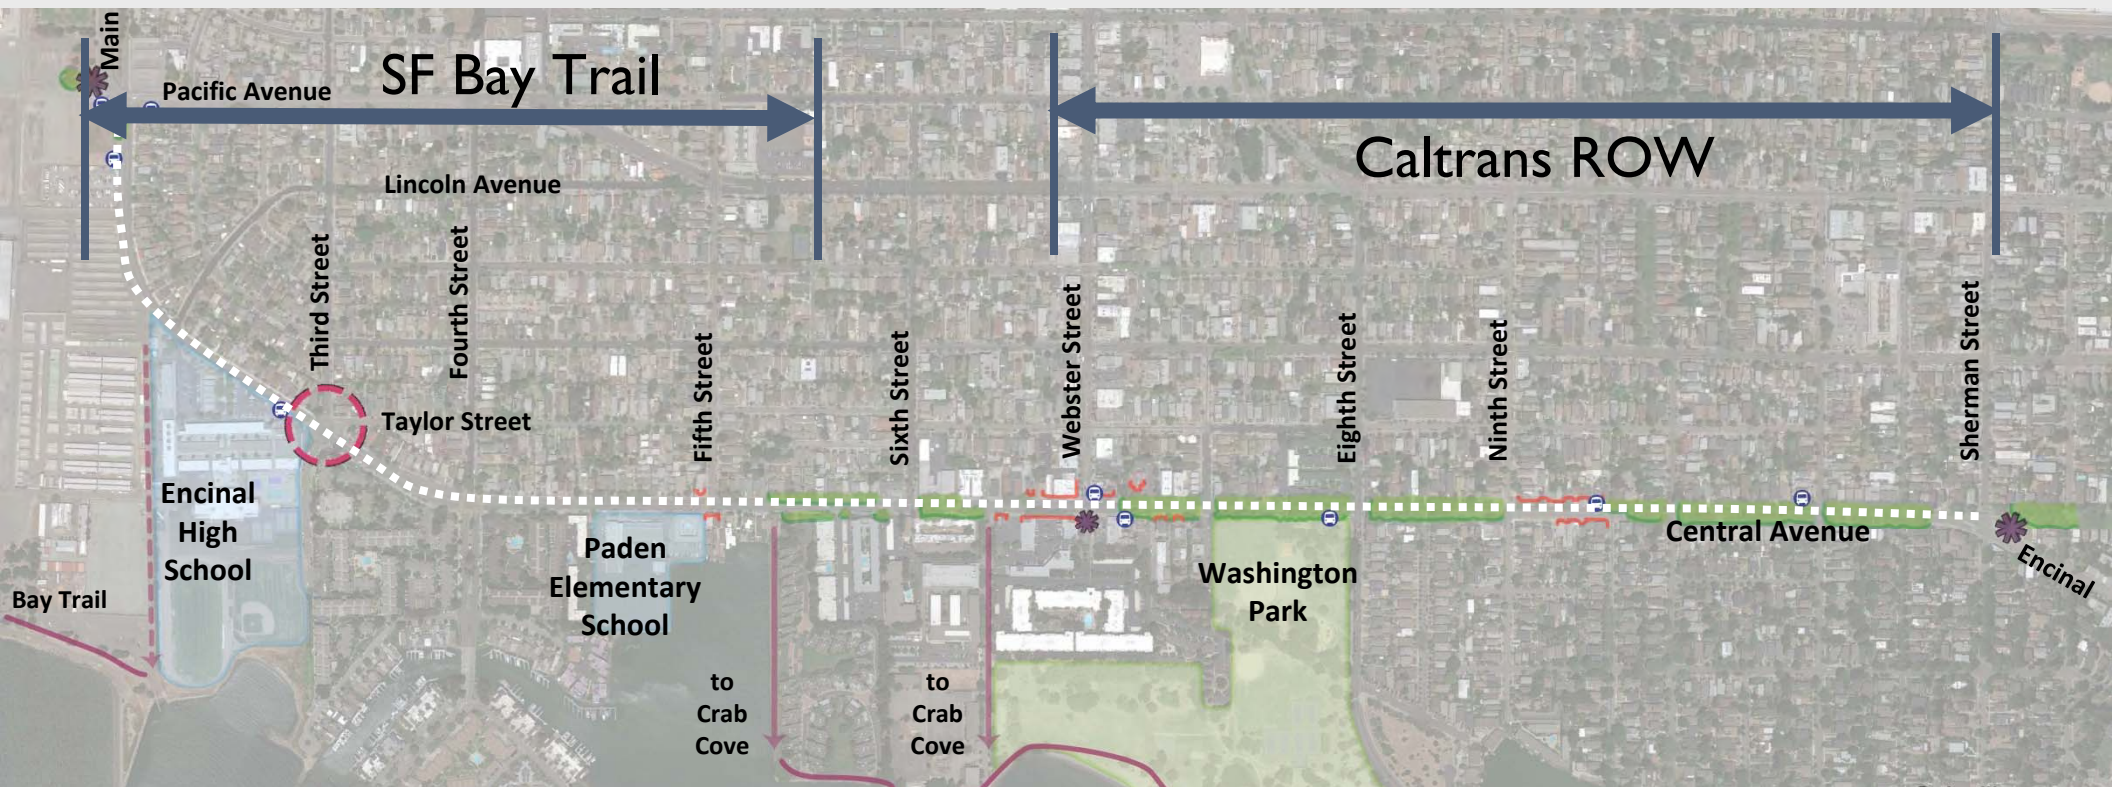 Main
SF Bay Trail
Pacific Avenue
Caltrans ROW
Lincoln Avenue
Third Street
Fourth Street
Fifth Street
Sixth Street
Webster Street
Eighth Street
Ninth Street
Sherman Street
Taylor Street
Encinal
High
School
Paden
Elementary
School
Washington
Park
Central Avenue
Encinal
Bay Trail
to
Crab
Cove
to
Crab
Cove